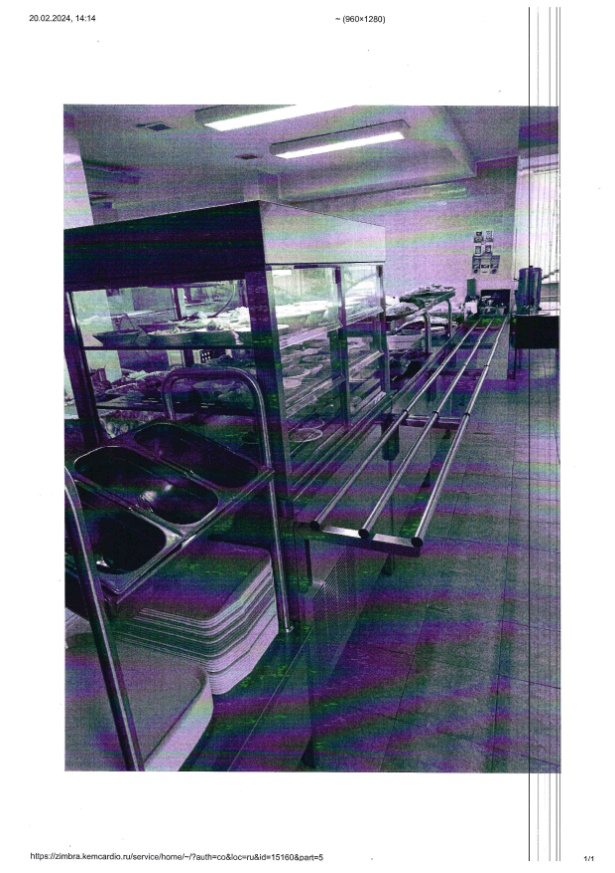 20.02.2024, 14:14
~ (960×1280)
https://zimbra.kemcardio.ru/service/home/~/?auth=co&loc=ru&id=15160&part=5
1/1